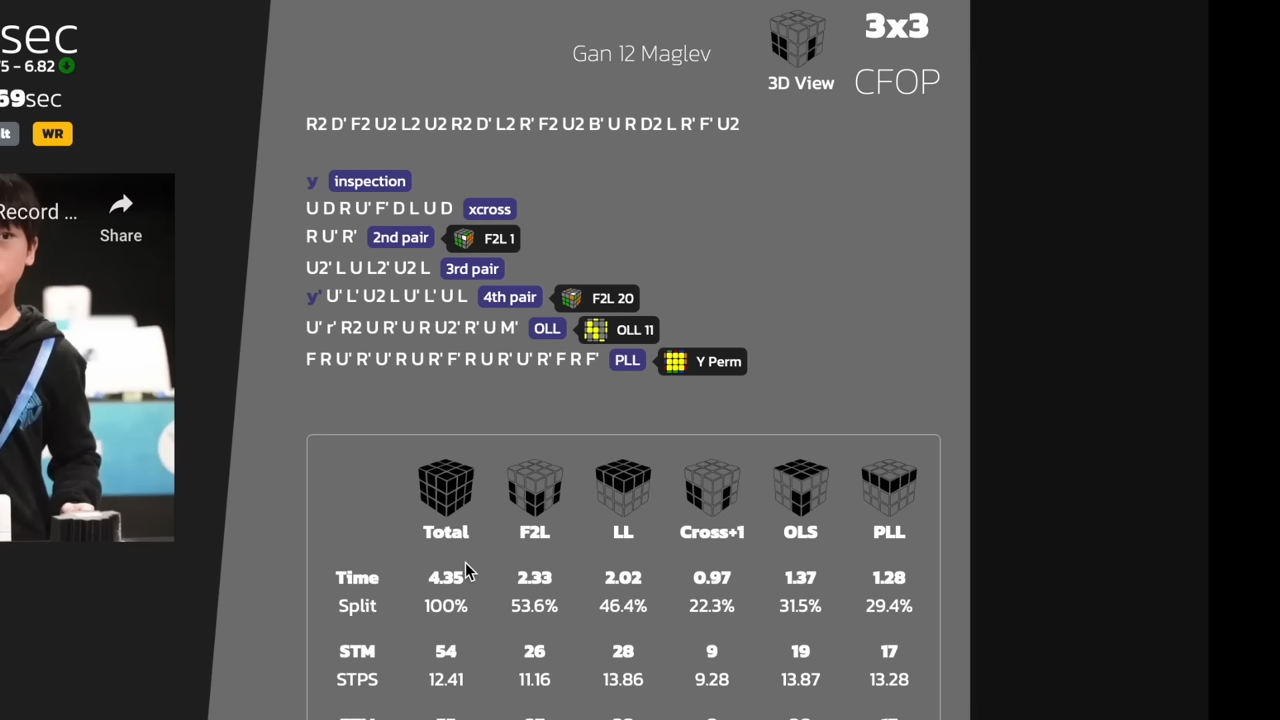 sec
5 - 6.82
69sec
lt WR
Record ...
Share
Gan 12 Maglev
3D View
3x3
CFOP
R2 D' F2 U2 L2 U2 R2 D' L2 R' F2 U2 B' U R D2 L R' F' U2
y inspection
U D R U' F' D L U D xcross
R U' R' 2nd pair F2L 1
U2' L U L2' U2 L 3rd pair
y' U' L' U2 L U' L' U L 4th pair F2L 20
U' r' R2 U R' U R U2' R' U M' OLL OLL 11
F R U' R' U' R U R' F' R U R' U' R' F R F' PLL Y Perm
Total F2L LL Cross+1 OLS PLL
Time 4.35 2.33 2.02 0.97 1.37 1.28
Split 100% 53.6% 46.4% 22.3% 31.5% 29.4%
STM 54 26 28 9 19 17
STPS 12.41 11.16 13.86 9.28 13.87 13.28